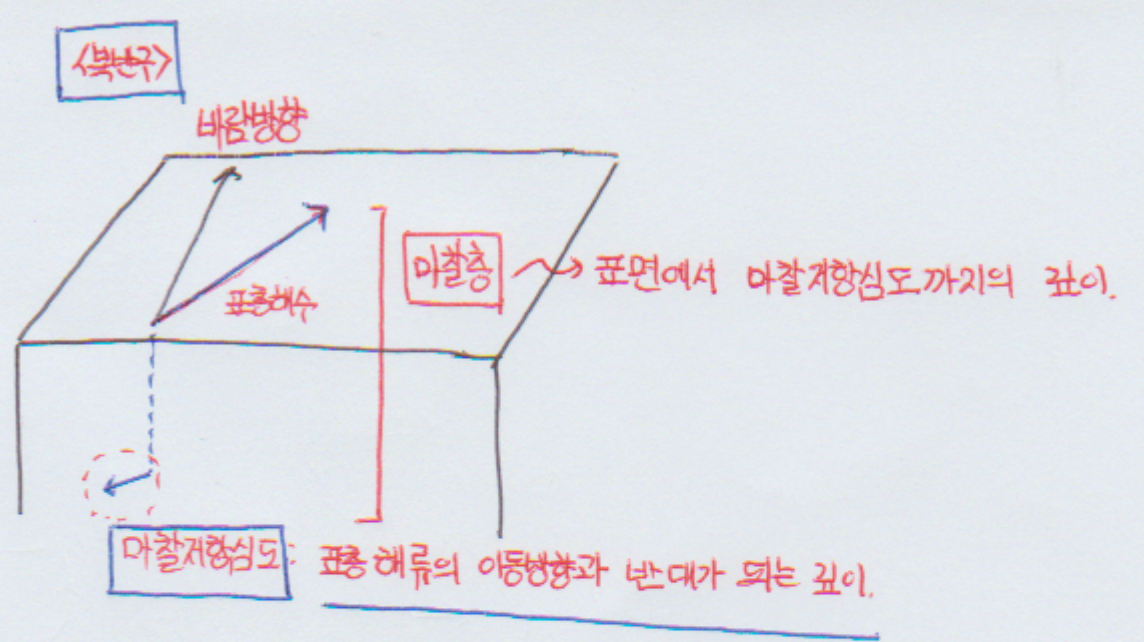 <북반구>
바람방향
표층해수
마찰층 → 표면에서 마찰저항심도까지의 깊이.
마찰저항심도: 표층 해류의 이동방향과 반대가 되는 깊이.